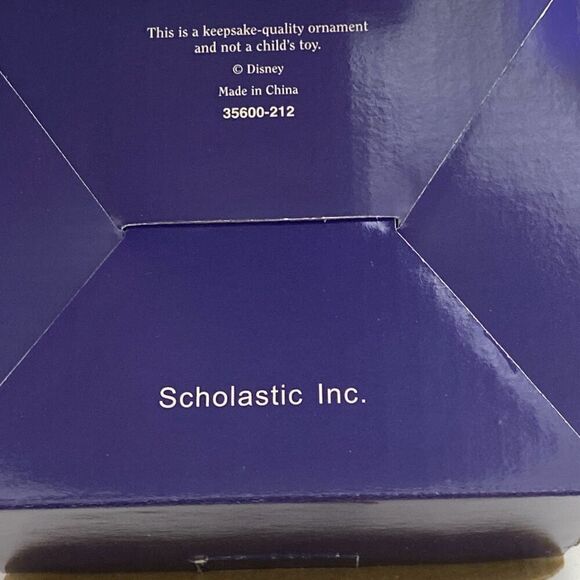 This is a keepsake-quality ornament
and not a child's toy.
© Disney
Made in China
35600-212
Scholastic Inc.